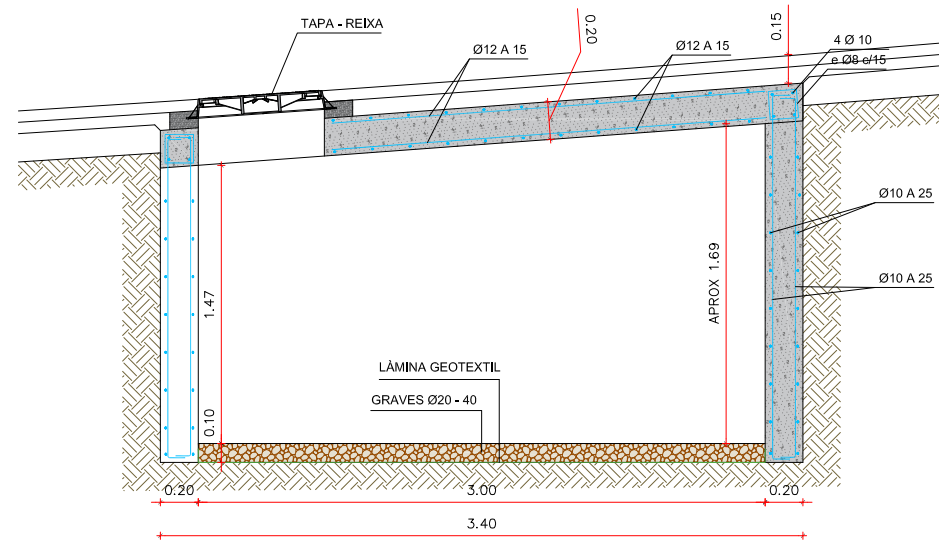 TAPA - REIXA
Ø12 A 15
0.20
Ø12 A 15
0.15
4 Ø 10
e Ø8 c/15
Ø10 A 25
Ø10 A 25
1.47
APROX 1.69
LÀMINA GEOTEXTIL
GRAVES Ø20 - 40
0.10
0.20
3.00
0.20
3.40